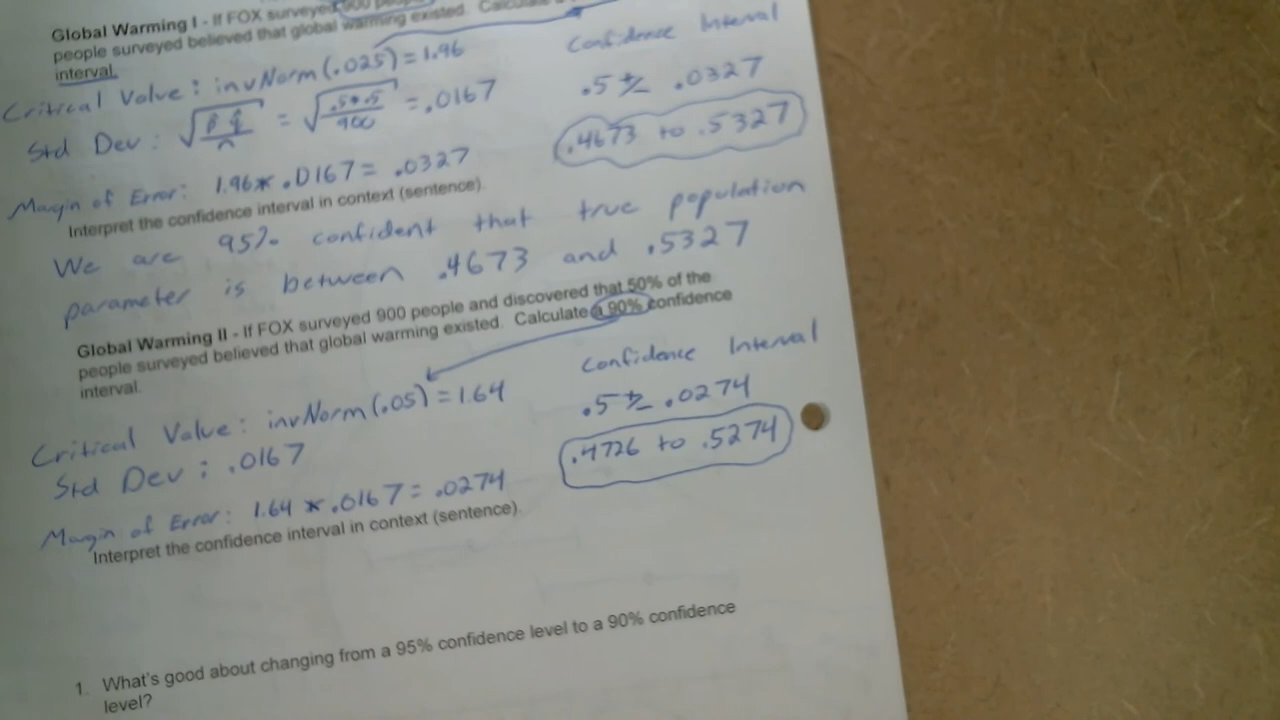 Global Warming I - If FOX surveyed 900 people
people surveyed believed that global warming existed. Calculate
interval.
Critical Value: invNorm(.025) = 1.96
Std Dev: √(p̂ q̂/n) = √(.5*.5/900) = .0167
Margin of Error: 1.96 * .0167 = .0327
Confidence Interval
.5 +/- .0327
.4673 to .5327
Interpret the confidence interval in context (sentence).
We are 95% confident that true population
parameter is between .4673 and .5327
Global Warming II - If FOX surveyed 900 people and discovered that 50% of the
people surveyed believed that global warming existed. Calculate a 90% confidence
interval.
Critical Value: invNorm(.05) = 1.64
Std Dev: .0167
Margin of Error: 1.64 * .0167 = .0274
Confidence Interval
.5 +/- .0274
.4726 to .5274
Interpret the confidence interval in context (sentence).
1. What's good about changing from a 95% confidence level to a 90% confidence
level?